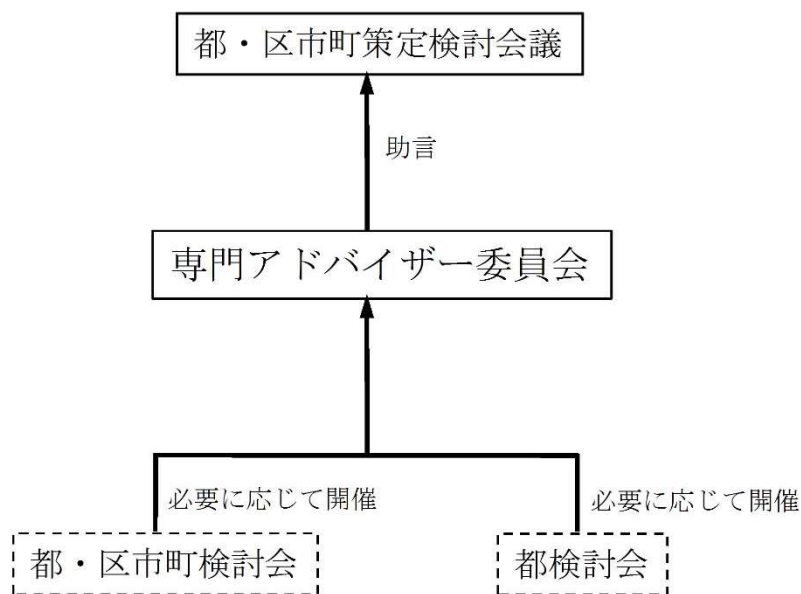 都・区市町策定検討会議
助言
専門アドバイザー委員会
必要に応じて開催
必要に応じて開催
都・区市町検討会
都検討会